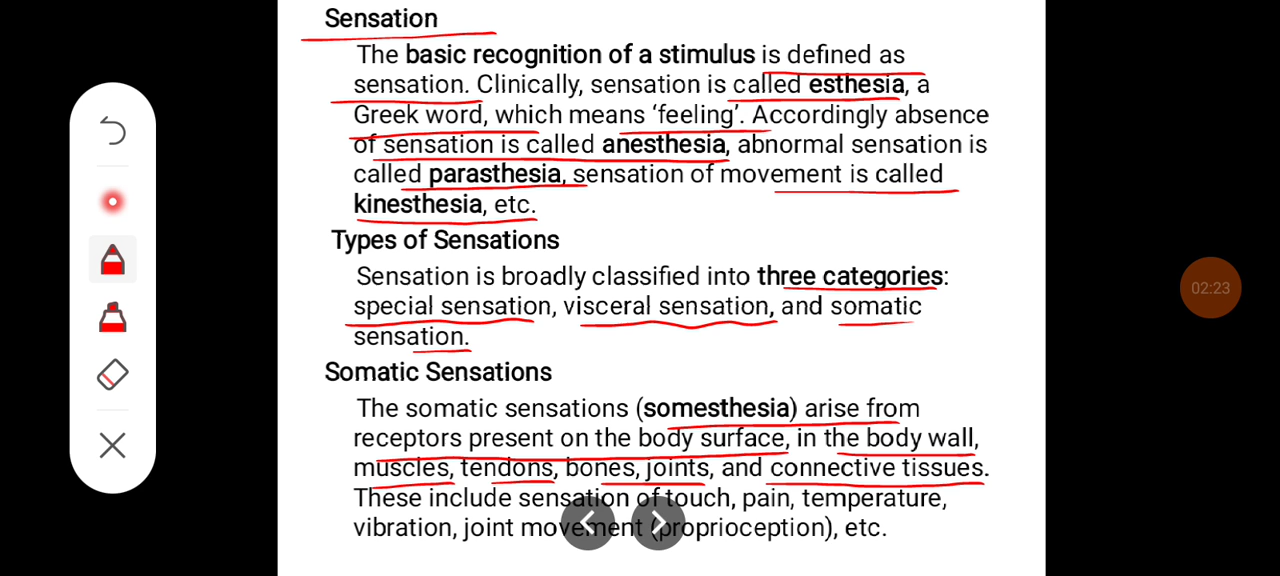 Sensation
The basic recognition of a stimulus is defined as
sensation. Clinically, sensation is called esthesia, a
Greek word, which means ‘feeling’. Accordingly absence
of sensation is called anesthesia, abnormal sensation is
called parasthesia, sensation of movement is called
kinesthesia, etc.
Types of Sensations
Sensation is broadly classified into three categories:
special sensation, visceral sensation, and somatic
sensation.
Somatic Sensations
The somatic sensations (somesthesia) arise from
receptors present on the body surface, in the body wall,
muscles, tendons, bones, joints, and connective tissues.
These include sensation of touch, pain, temperature,
vibration, joint movement (proprioception), etc.
02:23